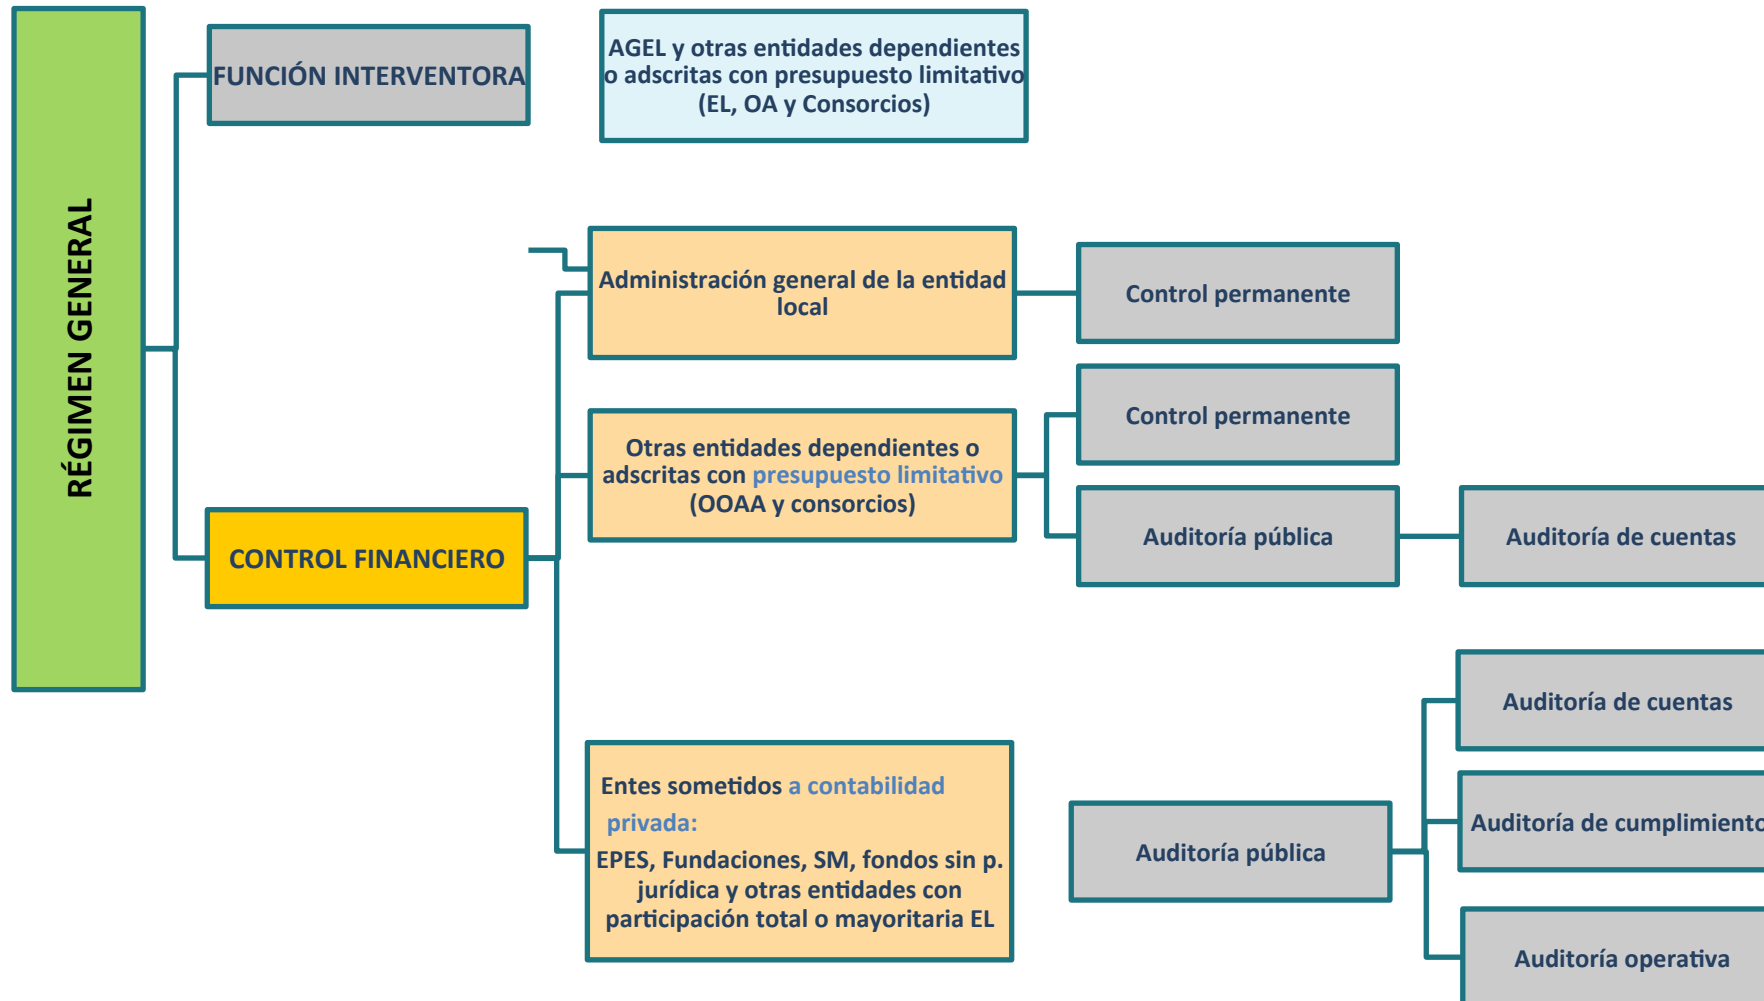 RÉGIMEN GENERAL
FUNCIÓN INTERVENTORA
AGEL y otras entidades dependientes
o adscritas con presupuesto limitativo
(EL, OA y Consorcios)
Administración general de la entidad
local
Control permanente
Otras entidades dependientes o
adscritas con presupuesto limitativo
(OOAA y consorcios)
Control permanente
Auditoría pública
Auditoría de cuentas
CONTROL FINANCIERO
Entes sometidos a contabilidad
privada:
EPES, Fundaciones, SM, fondos sin p.
jurídica y otras entidades con
participación total o mayoritaria EL
Auditoría pública
Auditoría de cuentas
Auditoría de cumplimiento
Auditoría operativa